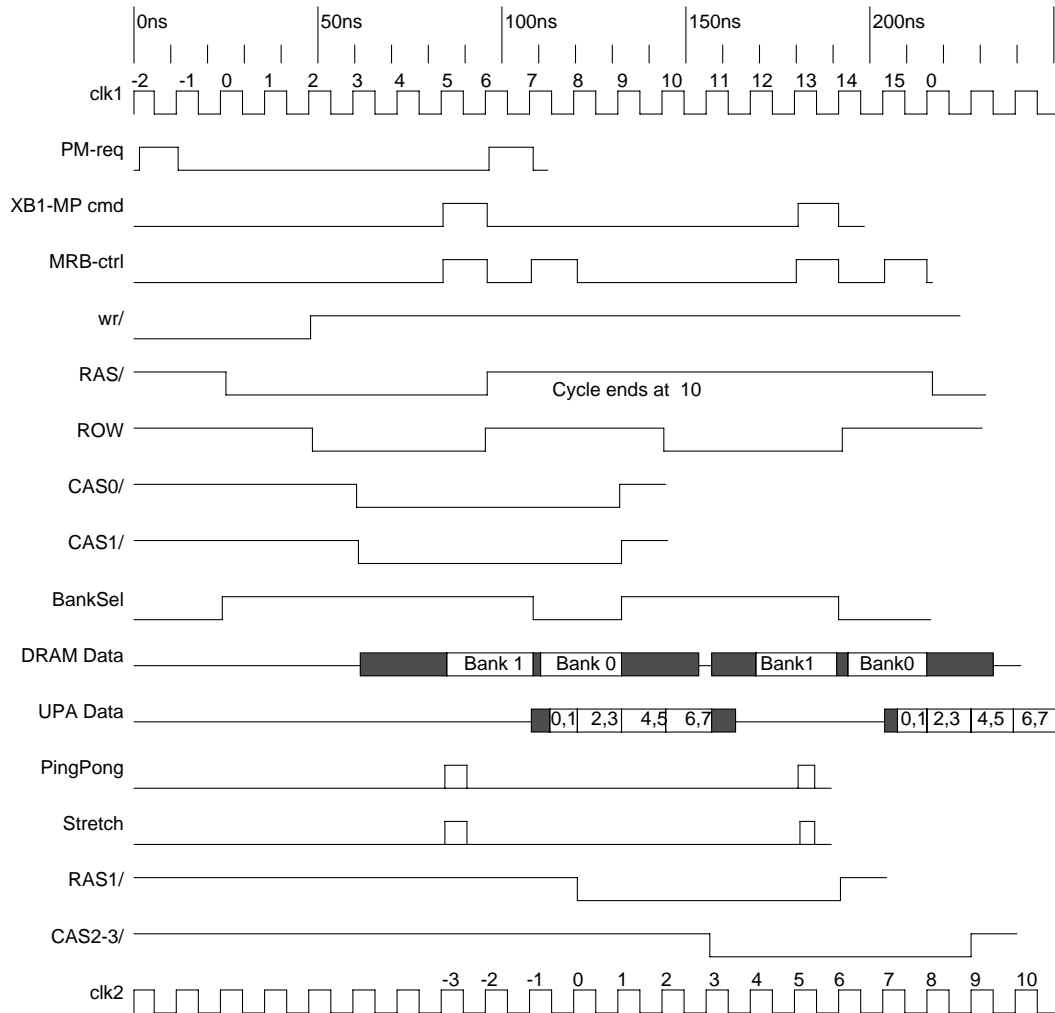 0ns 50ns 100ns 150ns 200ns
-2 -1 0 1 2 3 4 5 6 7 8 9 10 11 12 13 14 15 0
clk1
PM-req
XB1-MP cmd
MRB-ctrl
wr/
RAS/
Cycle ends at 10
ROW
CAS0/
CAS1/
BankSel
DRAM Data Bank 1 Bank 0 Bank1 Bank0
UPA Data 0,1 2,3 4,5 6,7 0,1 2,3 4,5 6,7
PingPong
Stretch
RAS1/
CAS2-3/
-3 -2 -1 0 1 2 3 4 5 6 7 8 9 10
clk2